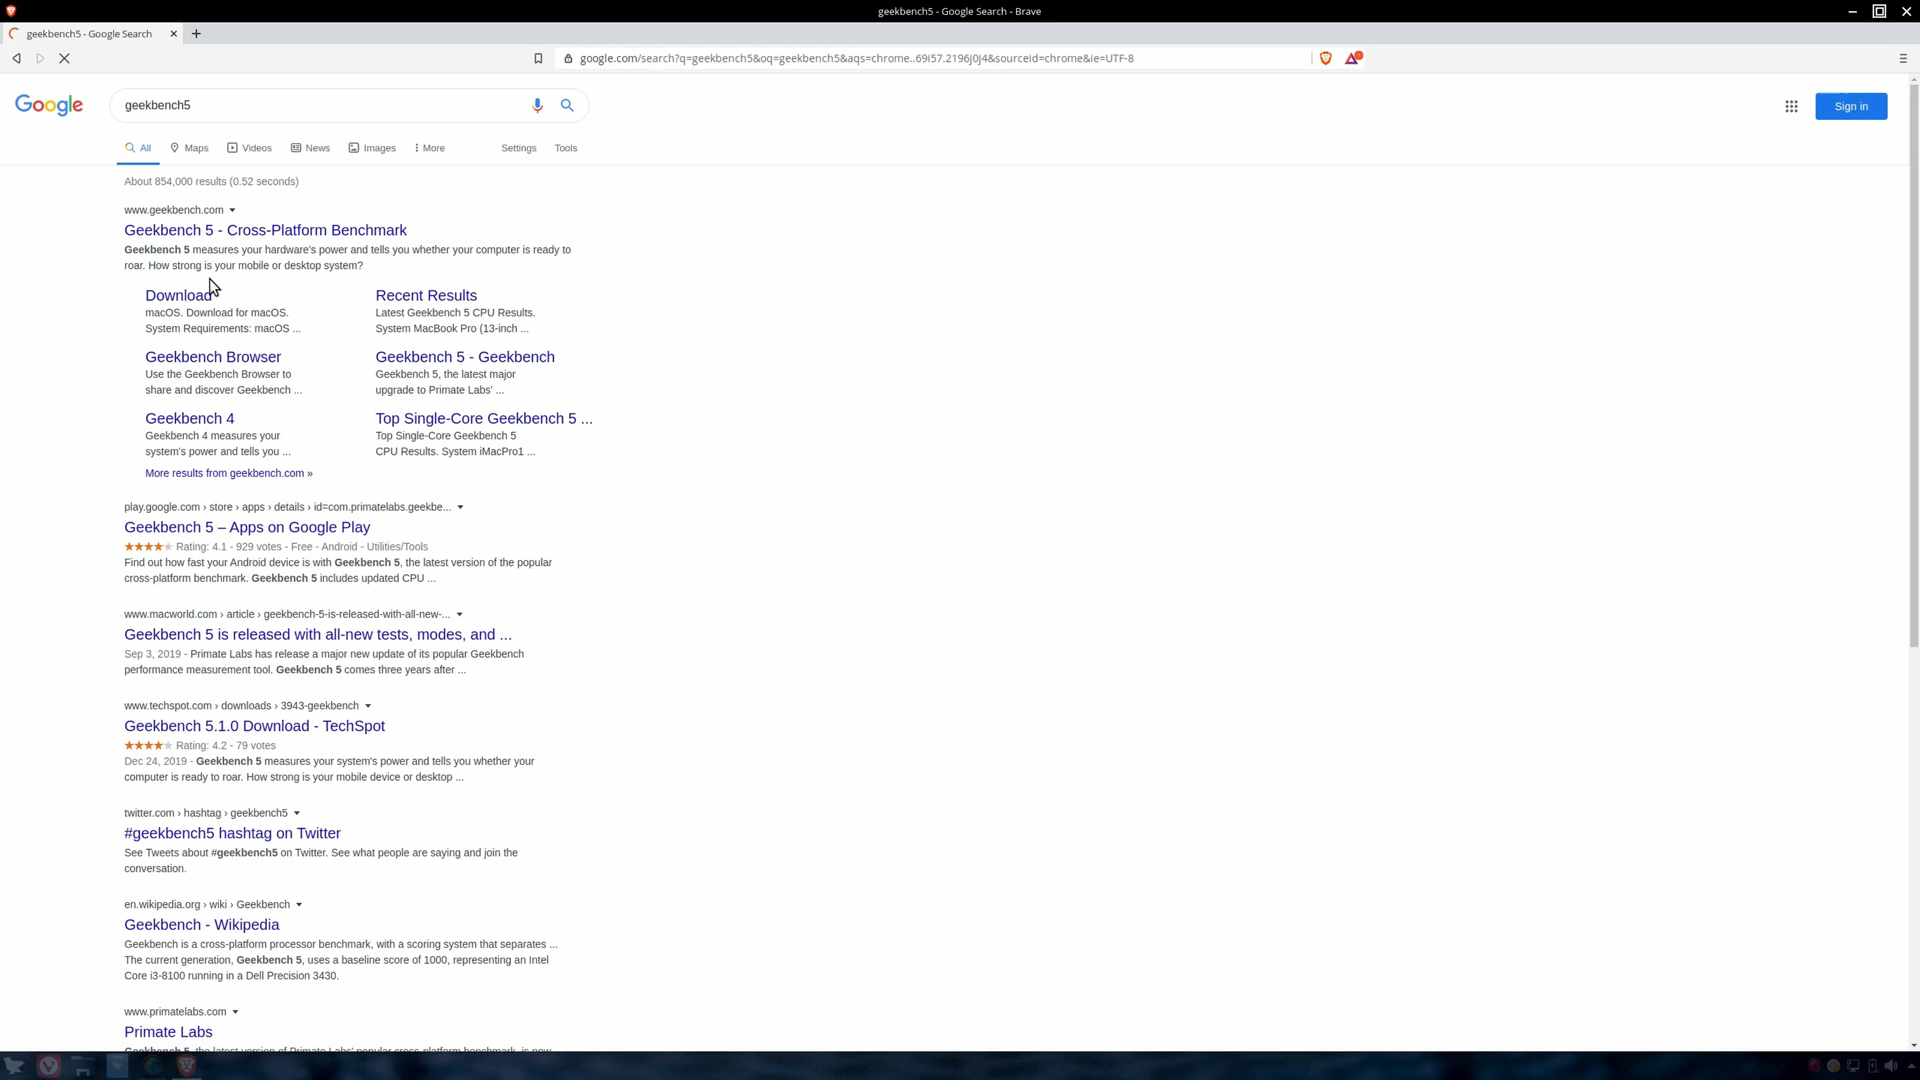 geekbench5 - Google Search - Brave
geekbench5 - Google Search
google.com/search?q=geekbench5&oq=geekbench5&aqs=chrome..69i57.2196j0j4&sourceid=chrome&ie=UTF-8
Google
geekbench5
Sign in
All
Maps
Videos
News
Images
More
Settings
Tools
About 854,000 results (0.52 seconds)
www.geekbench.com
Geekbench 5 - Cross-Platform Benchmark
Geekbench 5 measures your hardware's power and tells you whether your computer is ready to
roar. How strong is your mobile or desktop system?
Download
macOS. Download for macOS.
System Requirements: macOS ...
Recent Results
Latest Geekbench 5 CPU Results.
System MacBook Pro (13-inch ...
Geekbench Browser
Use the Geekbench Browser to
share and discover Geekbench ...
Geekbench 5 - Geekbench
Geekbench 5, the latest major
upgrade to Primate Labs' ...
Geekbench 4
Geekbench 4 measures your
system's power and tells you ...
Top Single-Core Geekbench 5 ...
Top Single-Core Geekbench 5
CPU Results. System iMacPro1 ...
More results from geekbench.com »
play.google.com › store › apps › details › id=com.primatelabs.geekbe...
Geekbench 5 – Apps on Google Play
Rating: 4.1 - 929 votes - Free - Android - Utilities/Tools
Find out how fast your Android device is with Geekbench 5, the latest version of the popular
cross-platform benchmark. Geekbench 5 includes updated CPU ...
www.macworld.com › article › geekbench-5-is-released-with-all-new-...
Geekbench 5 is released with all-new tests, modes, and ...
Sep 3, 2019 - Primate Labs has release a major new update of its popular Geekbench
performance measurement tool. Geekbench 5 comes three years after ...
www.techspot.com › downloads › 3943-geekbench
Geekbench 5.1.0 Download - TechSpot
Rating: 4.2 - 79 votes
Dec 24, 2019 - Geekbench 5 measures your system's power and tells you whether your
computer is ready to roar. How strong is your mobile device or desktop ...
twitter.com › hashtag › geekbench5
#geekbench5 hashtag on Twitter
See Tweets about #geekbench5 on Twitter. See what people are saying and join the
conversation.
en.wikipedia.org › wiki › Geekbench
Geekbench - Wikipedia
Geekbench is a cross-platform processor benchmark, with a scoring system that separates ...
The current generation, Geekbench 5, uses a baseline score of 1000, representing an Intel
Core i3-8100 running in a Dell Precision 3430.
www.primatelabs.com
Primate Labs
Geekbench 5, the latest version of Primate Labs' popular cross-platform benchmark, is now